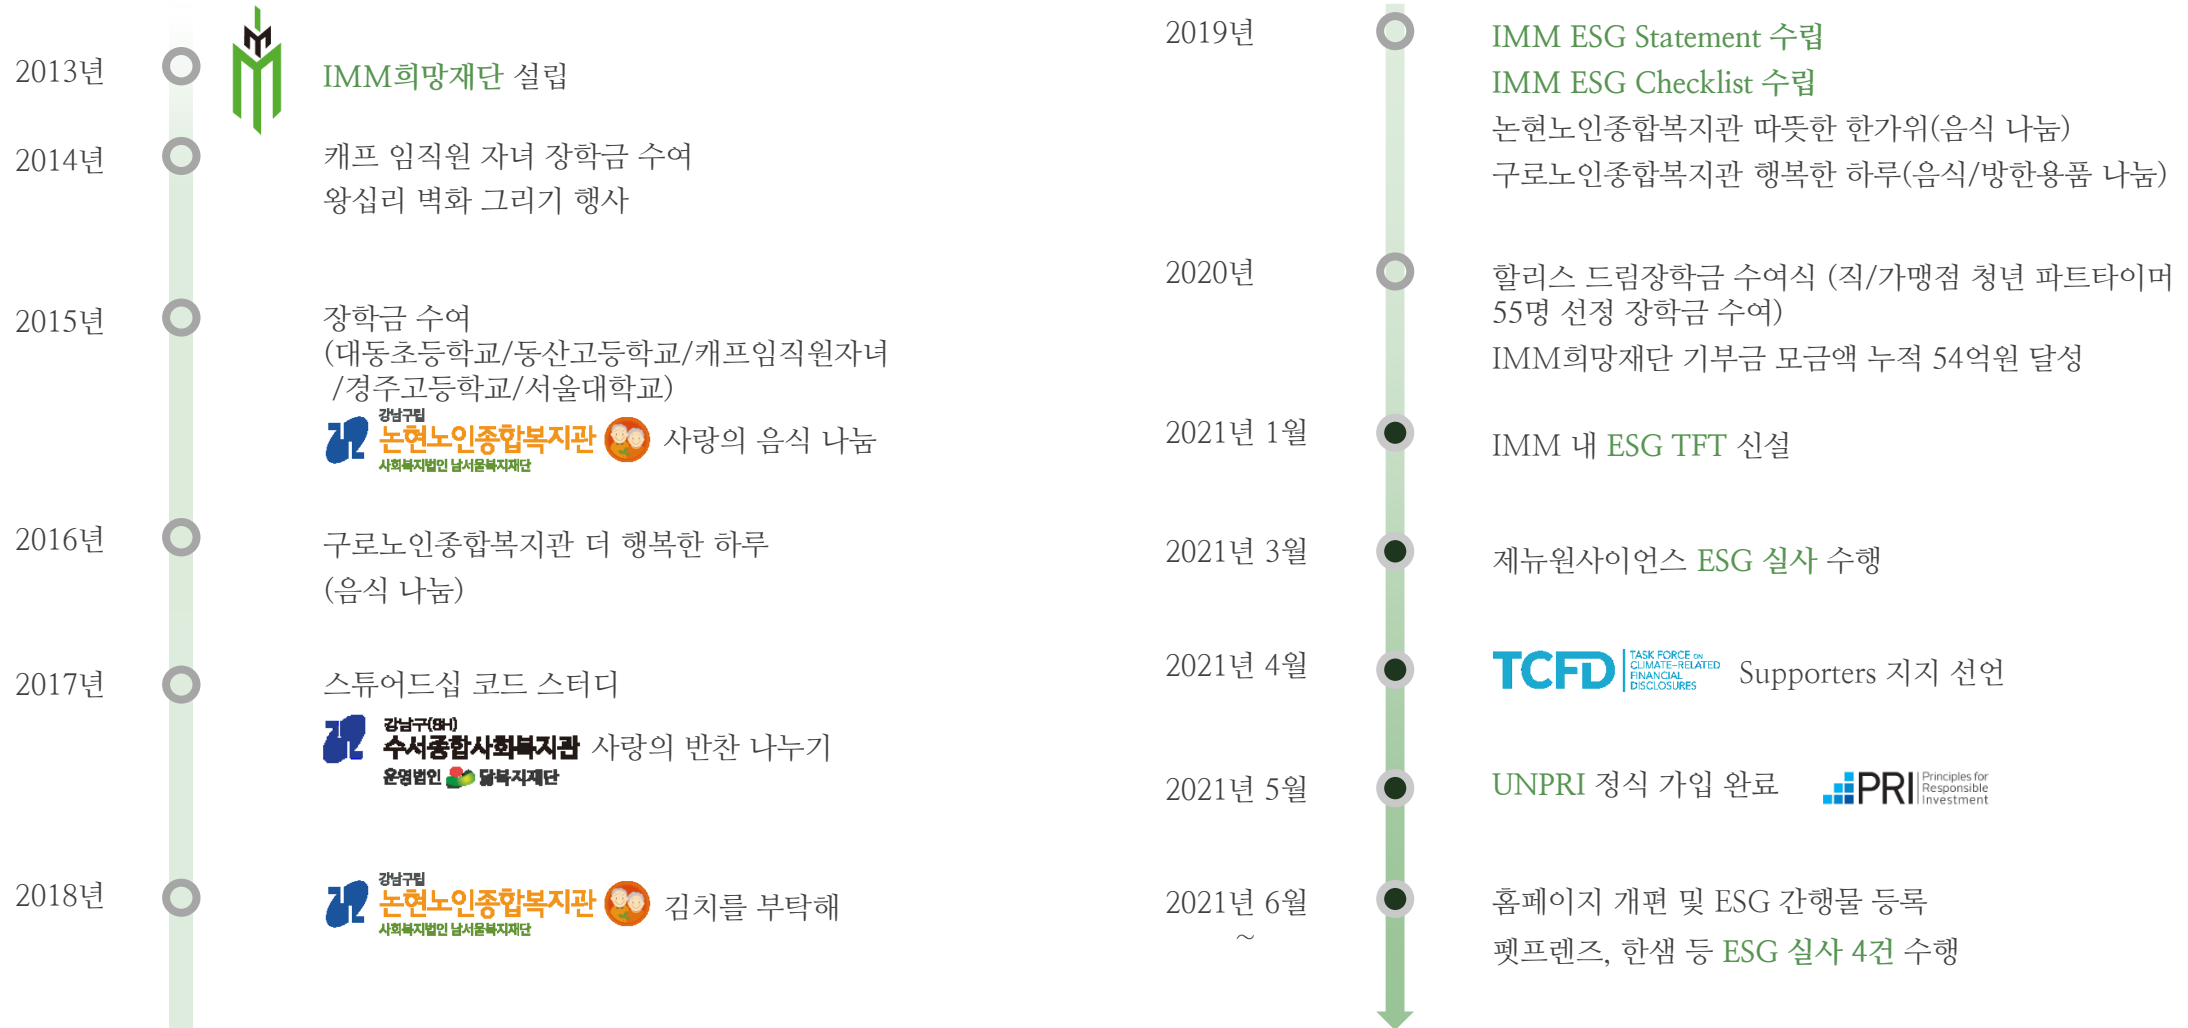 2013년
IMM희망재단 설립
2014년
캐프 임직원 자녀 장학금 수여
왕십리 벽화 그리기 행사
2015년
장학금 수여
(대동초등학교/동산고등학교/캐프임직원자녀
/경주고등학교/서울대학교)
강남구립
논현노인종합복지관 사랑의 음식 나눔
사회복지법인 남서울복지재단
2016년
구로노인종합복지관 더 행복한 하루
(음식 나눔)
2017년
스튜어드십 코드 스터디
강남구(SH)
수서종합사회복지관 사랑의 반찬 나누기
운영법인 닮복지재단
2018년
강남구립
논현노인종합복지관 김치를 부탁해
사회복지법인 남서울복지재단
2019년
IMM ESG Statement 수립
IMM ESG Checklist 수립
논현노인종합복지관 따뜻한 한가위(음식 나눔)
구로노인종합복지관 행복한 하루(음식/방한용품 나눔)
2020년
할리스 드림장학금 수여식 (직/가맹점 청년 파트타이머
55명 선정 장학금 수여)
IMM희망재단 기부금 모금액 누적 54억원 달성
2021년 1월
IMM 내 ESG TFT 신설
2021년 3월
제뉴원사이언스 ESG 실사 수행
2021년 4월
TCFD TASK FORCE ON
CLIMATE-RELATED
FINANCIAL
DISCLOSURES
Supporters 지지 선언
2021년 5월
UNPRI 정식 가입 완료
PRI Principles for
Responsible
Investment
2021년 6월
~
홈페이지 개편 및 ESG 간행물 등록
펫프렌즈, 한샘 등 ESG 실사 4건 수행